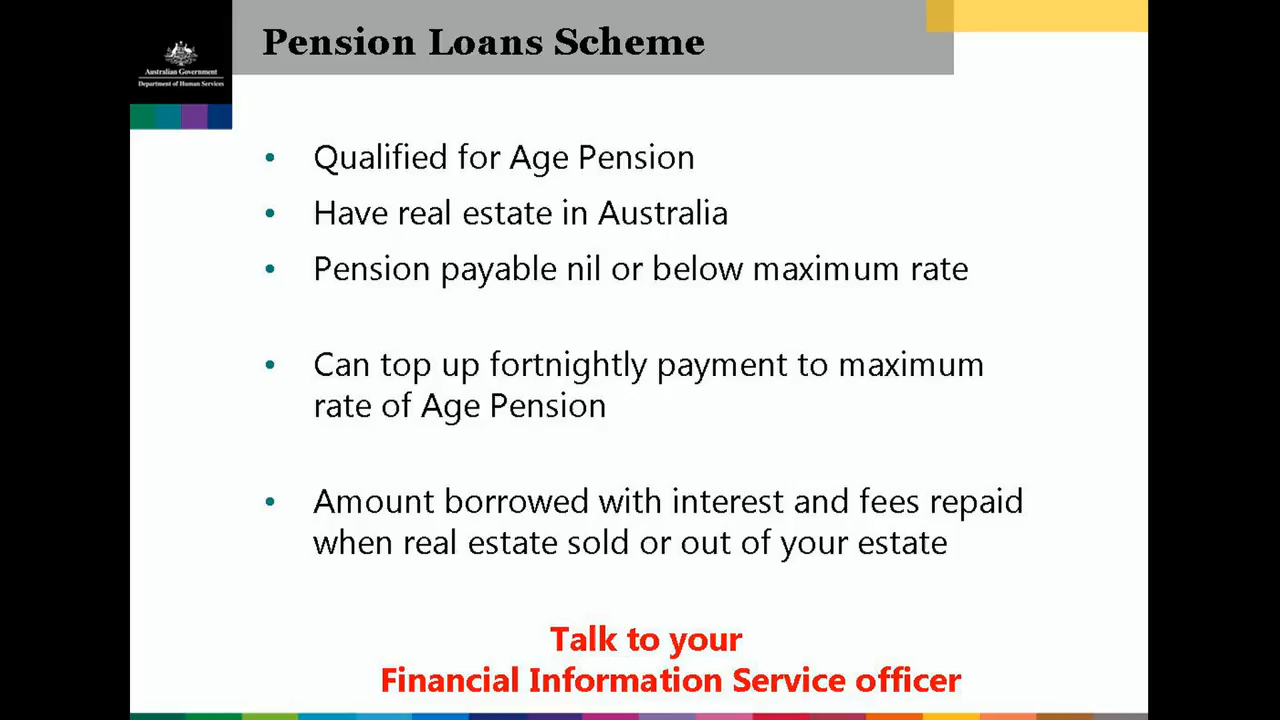 Pension Loans Scheme
Australian Government
Department of Human Services
• Qualified for Age Pension
• Have real estate in Australia
• Pension payable nil or below maximum rate
• Can top up fortnightly payment to maximum
rate of Age Pension
• Amount borrowed with interest and fees repaid
when real estate sold or out of your estate
Talk to your
Financial Information Service officer